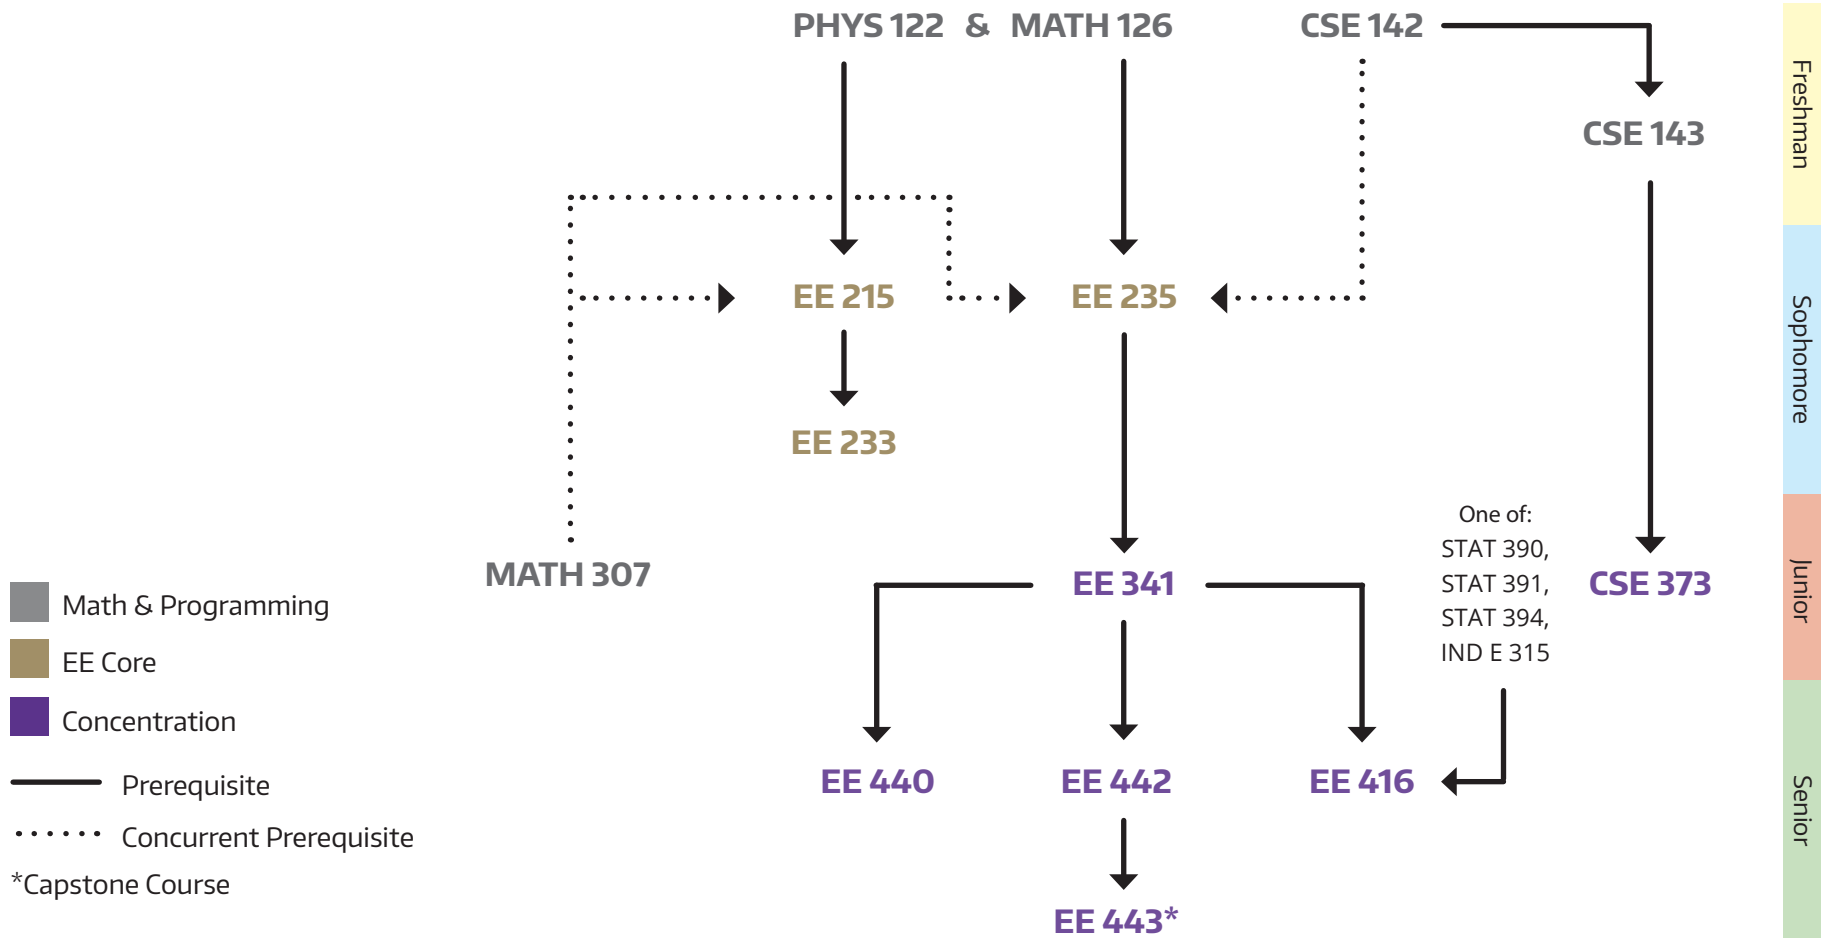 PHYS 122 & MATH 126
CSE 142
CSE 143
EE 215
EE 235
EE 233
MATH 307
EE 341
One of:
STAT 390,
STAT 391,
STAT 394,
IND E 315
CSE 373
EE 440
EE 442
EE 416
EE 443*
Math & Programming
EE Core
Concentration
Prerequisite
Concurrent Prerequisite
*Capstone Course
Freshman
Sophomore
Junior
Senior